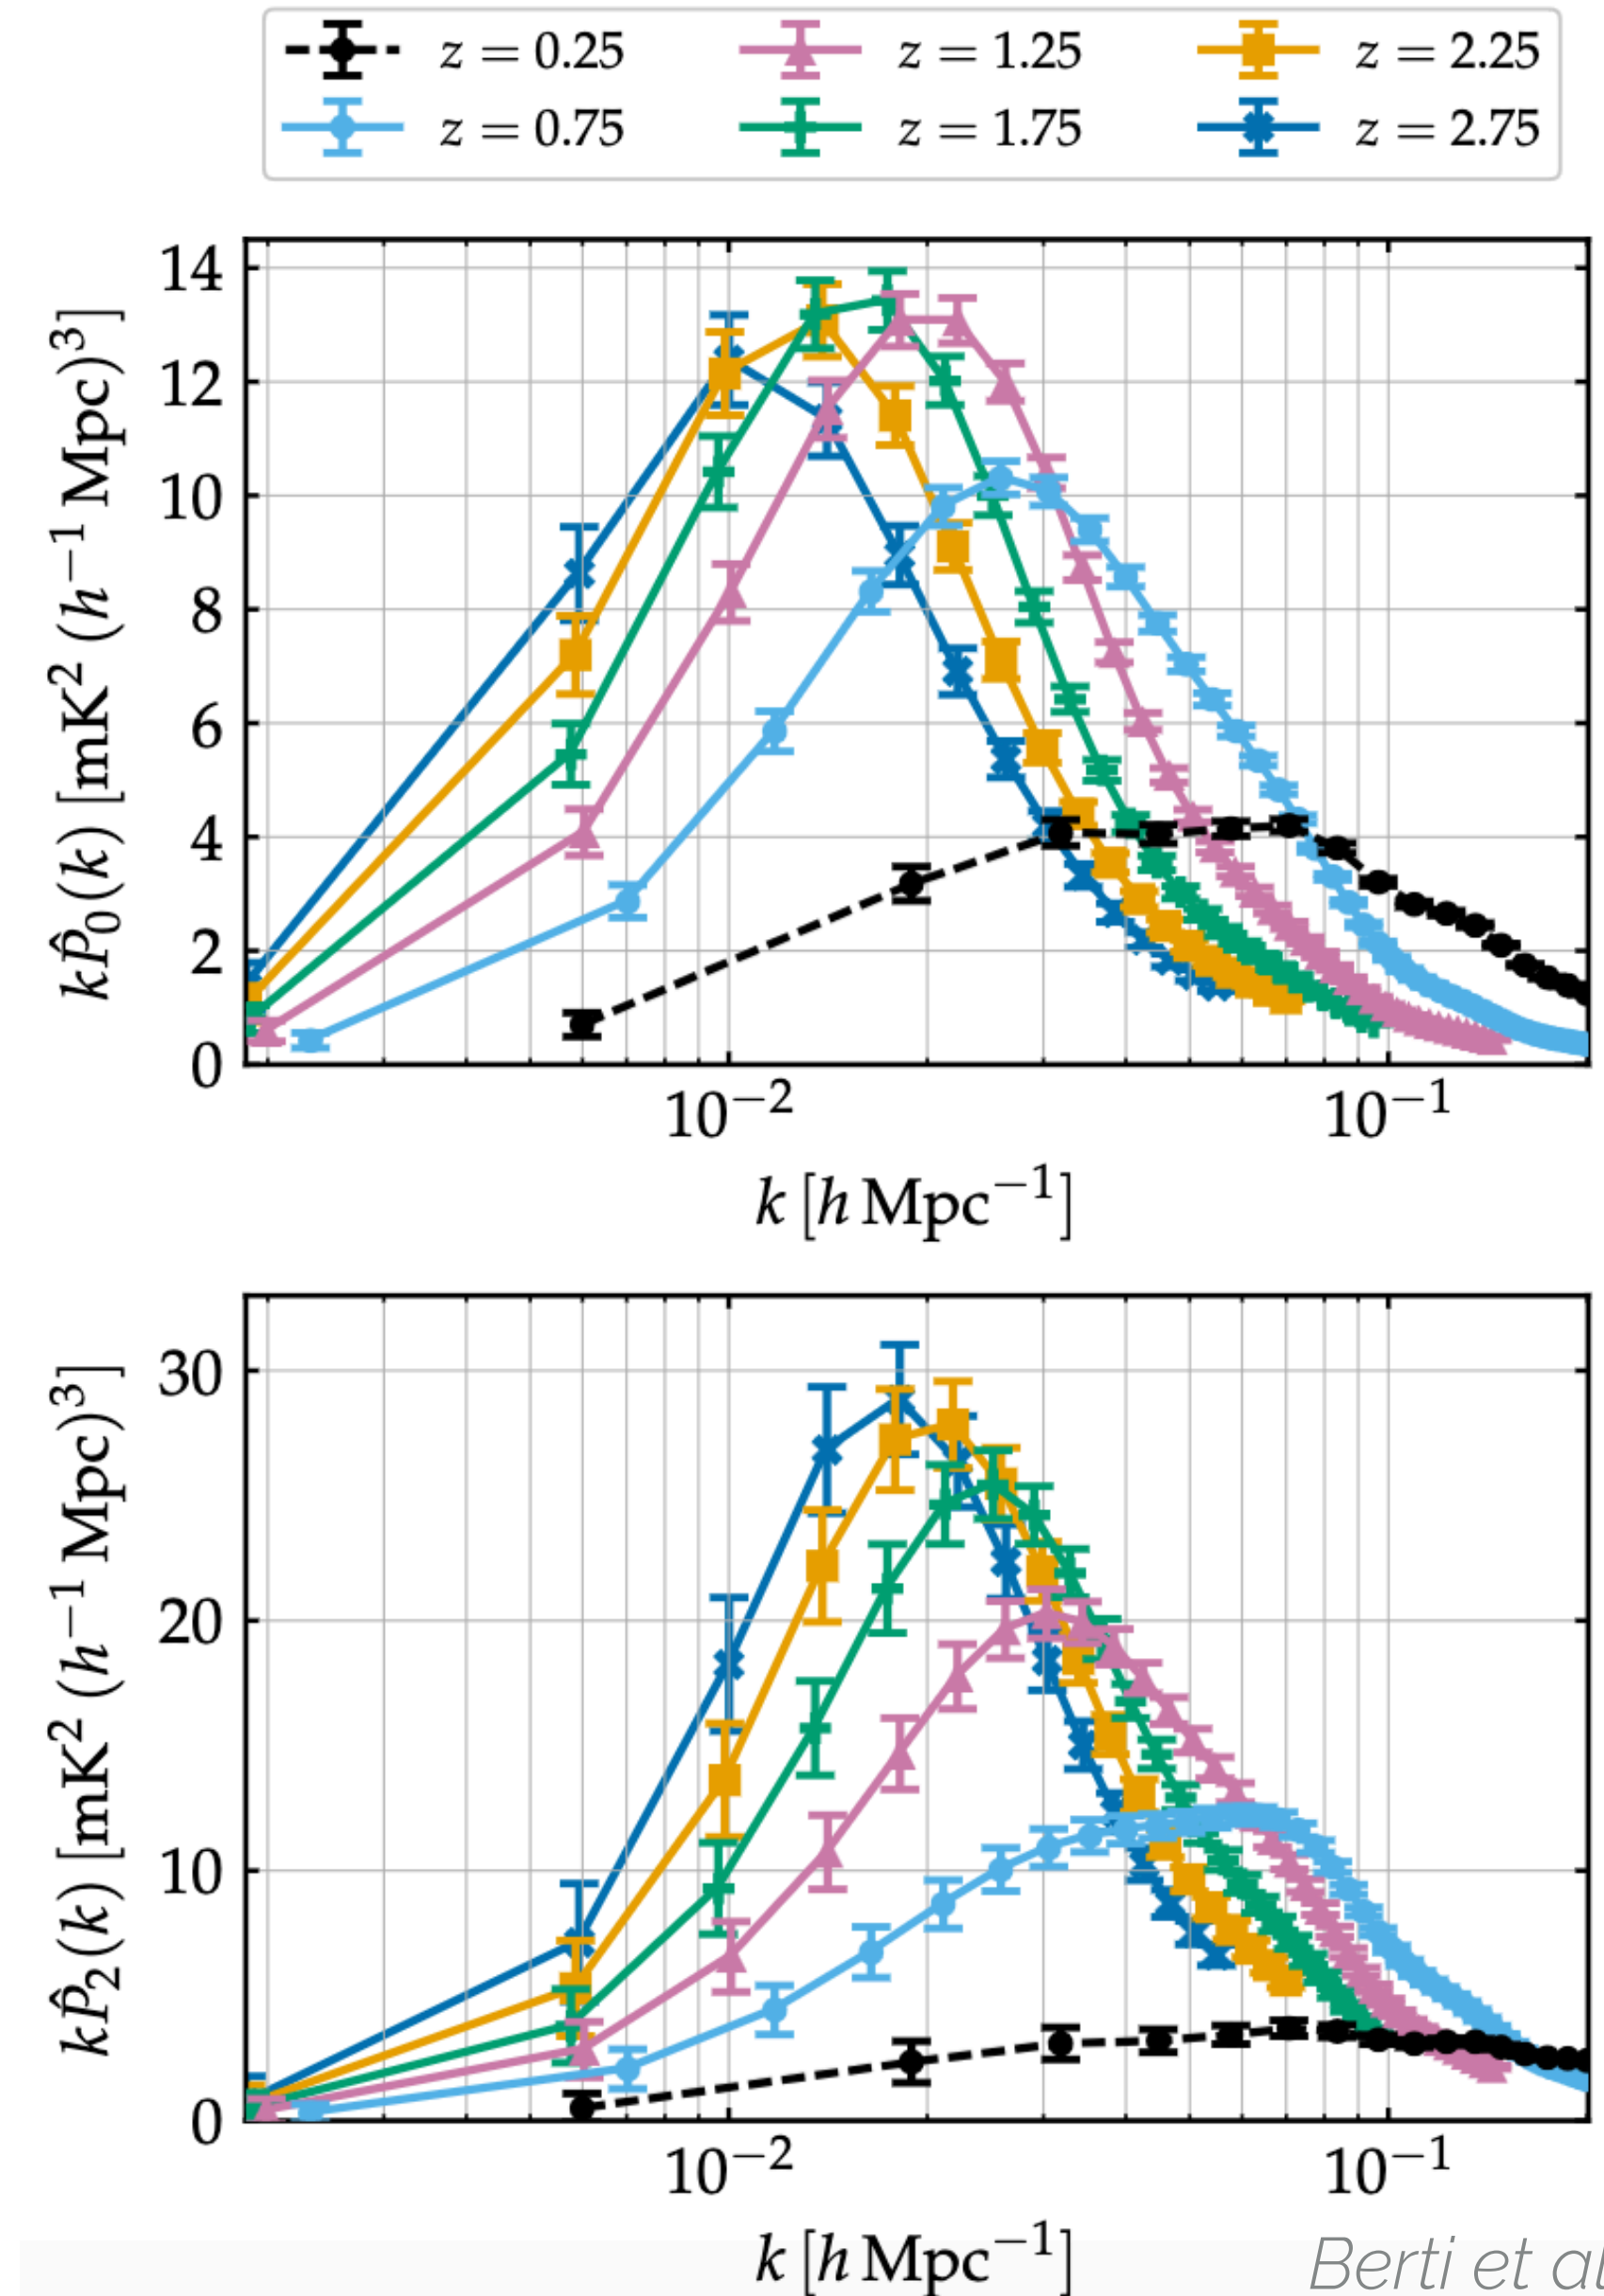 z = 0.25 z = 1.25 z = 2.25
z = 0.75 z = 1.75 z = 2.75
kP̂₀(k) [mK² (h⁻¹ Mpc)³]
14
12
10
8
6
4
2
0
10⁻² 10⁻¹
k [h Mpc⁻¹]
kP̂₂(k) [mK² (h⁻¹ Mpc)³]
30
20
10
0
10⁻² 10⁻¹
k [h Mpc⁻¹]
Berti et al